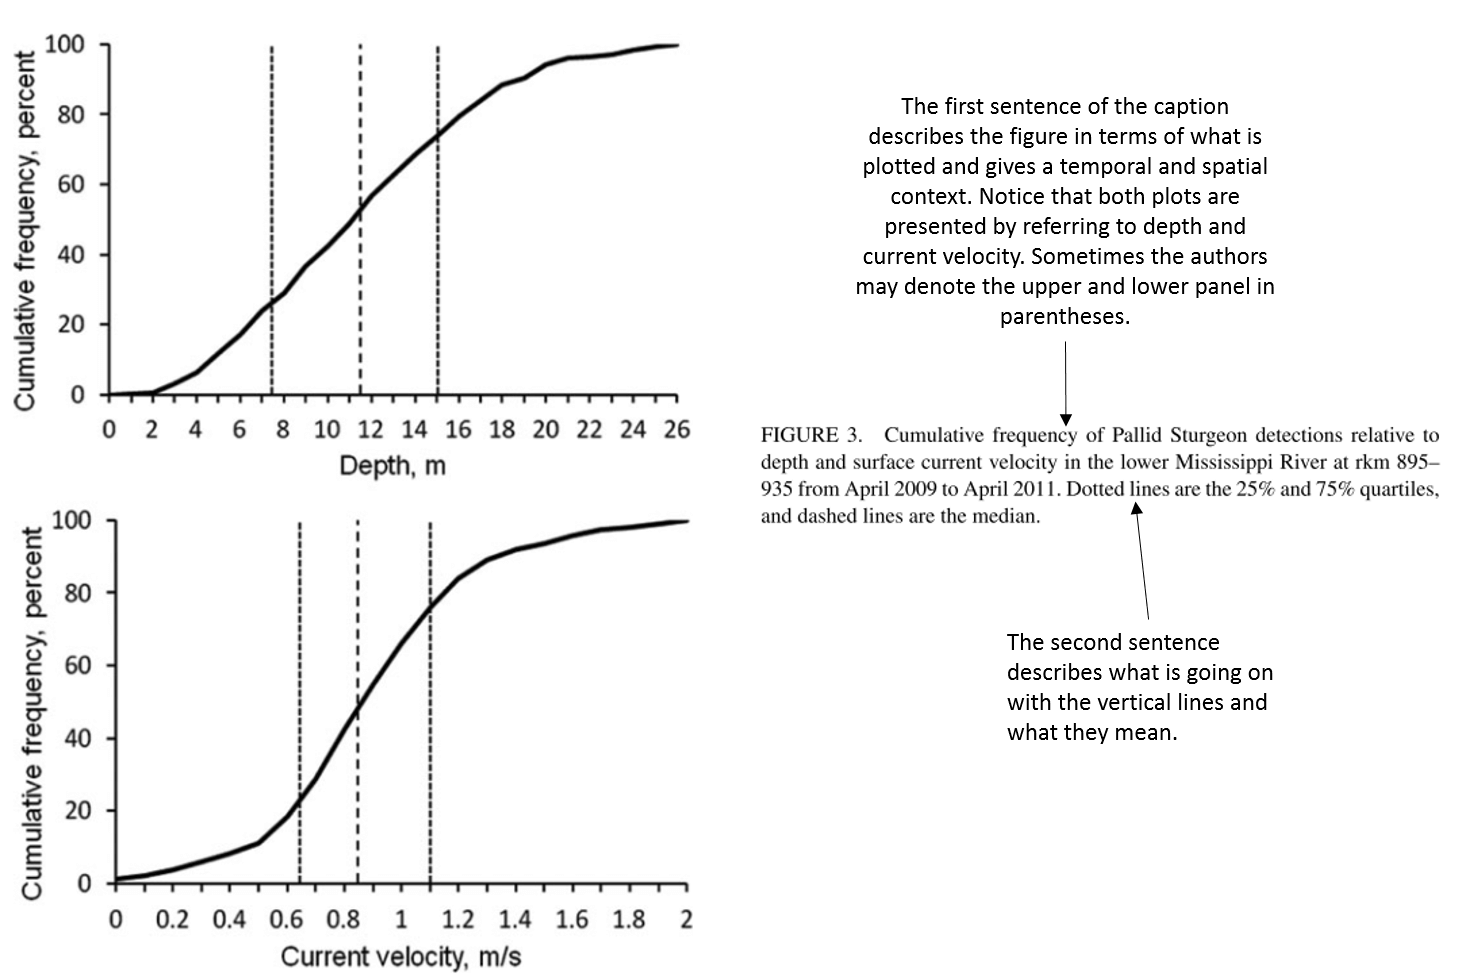 Cumulative frequency, percent
100
80
60
40
20
0
0 2 4 6 8 10 12 14 16 18 20 22 24 26
Depth, m
Cumulative frequency, percent
100
80
60
40
20
0
0 0.2 0.4 0.6 0.8 1 1.2 1.4 1.6 1.8 2
Current velocity, m/s
The first sentence of the caption
describes the figure in terms of what is
plotted and gives a temporal and spatial
context. Notice that both plots are
presented by referring to depth and
current velocity. Sometimes the authors
may denote the upper and lower panel in
parentheses.
FIGURE 3. Cumulative frequency of Pallid Sturgeon detections relative to
depth and surface current velocity in the lower Mississippi River at rkm 895–
935 from April 2009 to April 2011. Dotted lines are the 25% and 75% quartiles,
and dashed lines are the median.
The second sentence
describes what is going on
with the vertical lines and
what they mean.